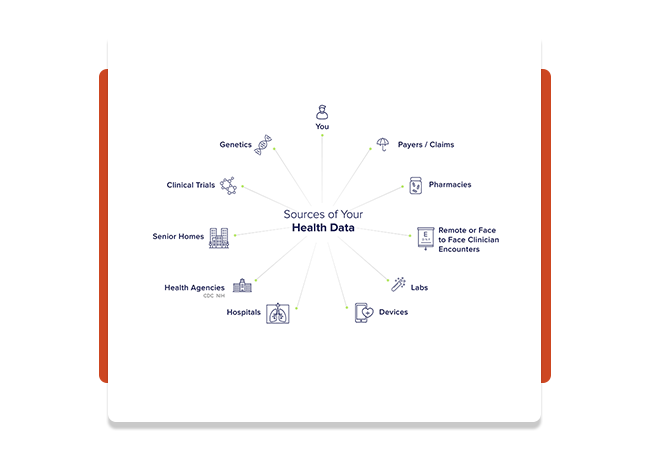 You
Genetics
Payers / Claims
Clinical Trials
Pharmacies
Sources of Your
Health Data
Senior Homes
Remote or Face
to Face Clinician
Encounters
E
Health Agencies
CDC NIH
Labs
Hospitals
Devices